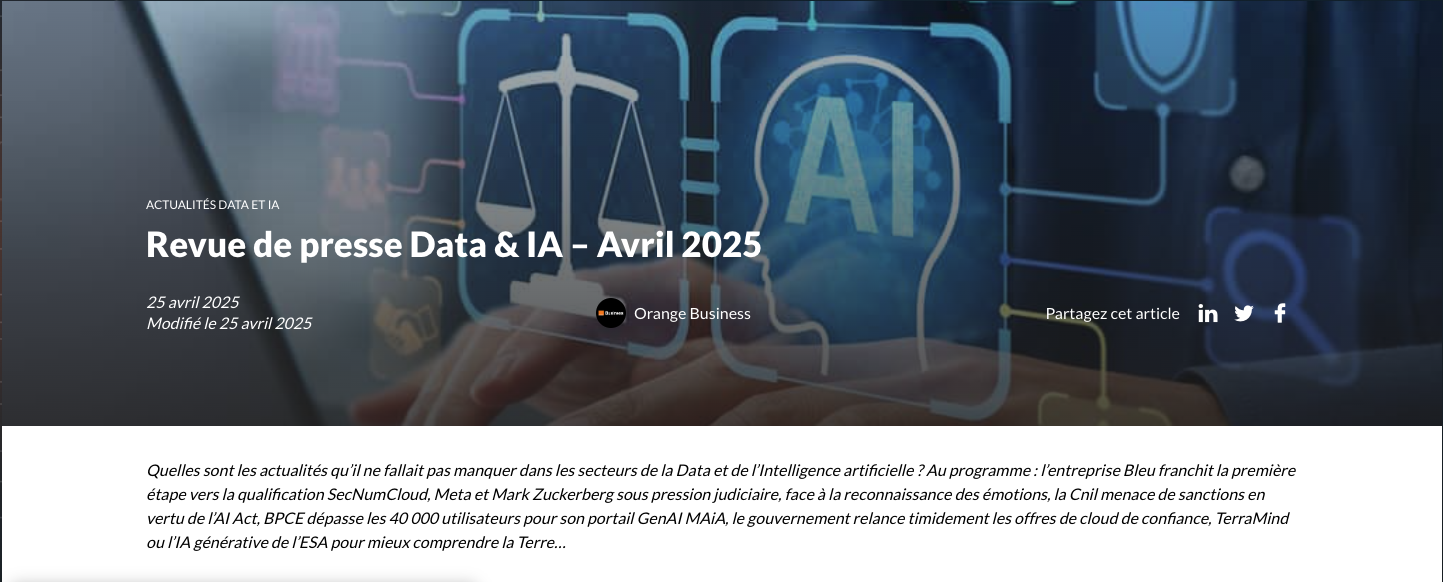 AI
ACTUALITÉS DATA ET IA
Revue de presse Data & IA – Avril 2025
25 avril 2025
Modifié le 25 avril 2025
Business
Orange Business
Partagez cet article
Quelles sont les actualités qu’il ne fallait pas manquer dans les secteurs de la Data et de l’Intelligence artificielle ? Au programme : l’entreprise Bleu franchit la première
étape vers la qualification SecNumCloud, Meta et Mark Zuckerberg sous pression judiciaire, face à la reconnaissance des émotions, la Cnil menace de sanctions en
vertu de l’AI Act, BPCE dépasse les 40 000 utilisateurs pour son portail GenAI MAiA, le gouvernement relance timidement les offres de cloud de confiance, TerraMind
ou l’IA générative de l’ESA pour mieux comprendre la Terre…